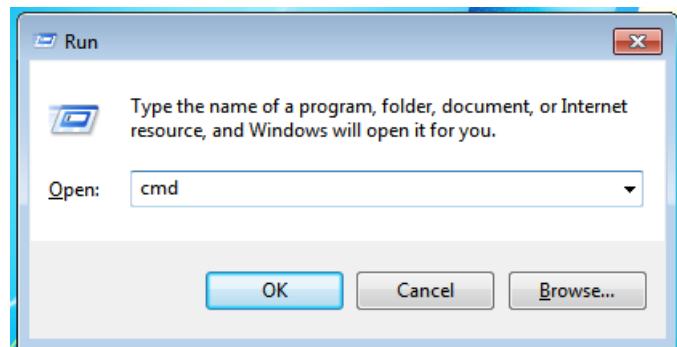 Run
Type the name of a program, folder, document, or Internet
resource, and Windows will open it for you.
Open: cmd
OK Cancel Browse...